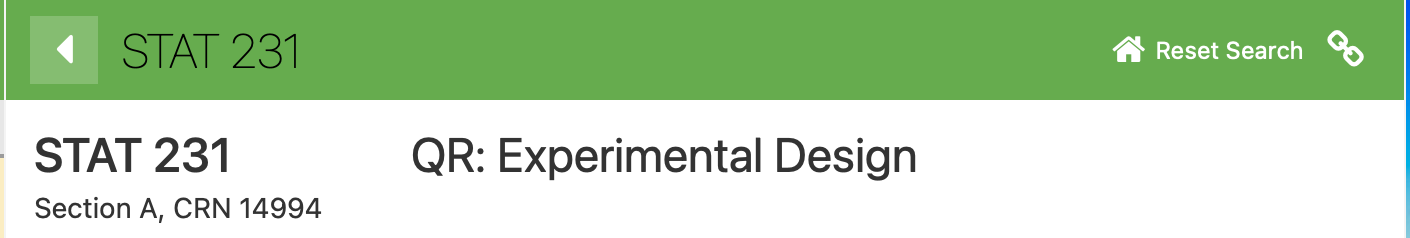 STAT 231
Reset Search
STAT 231
QR: Experimental Design
Section A, CRN 14994